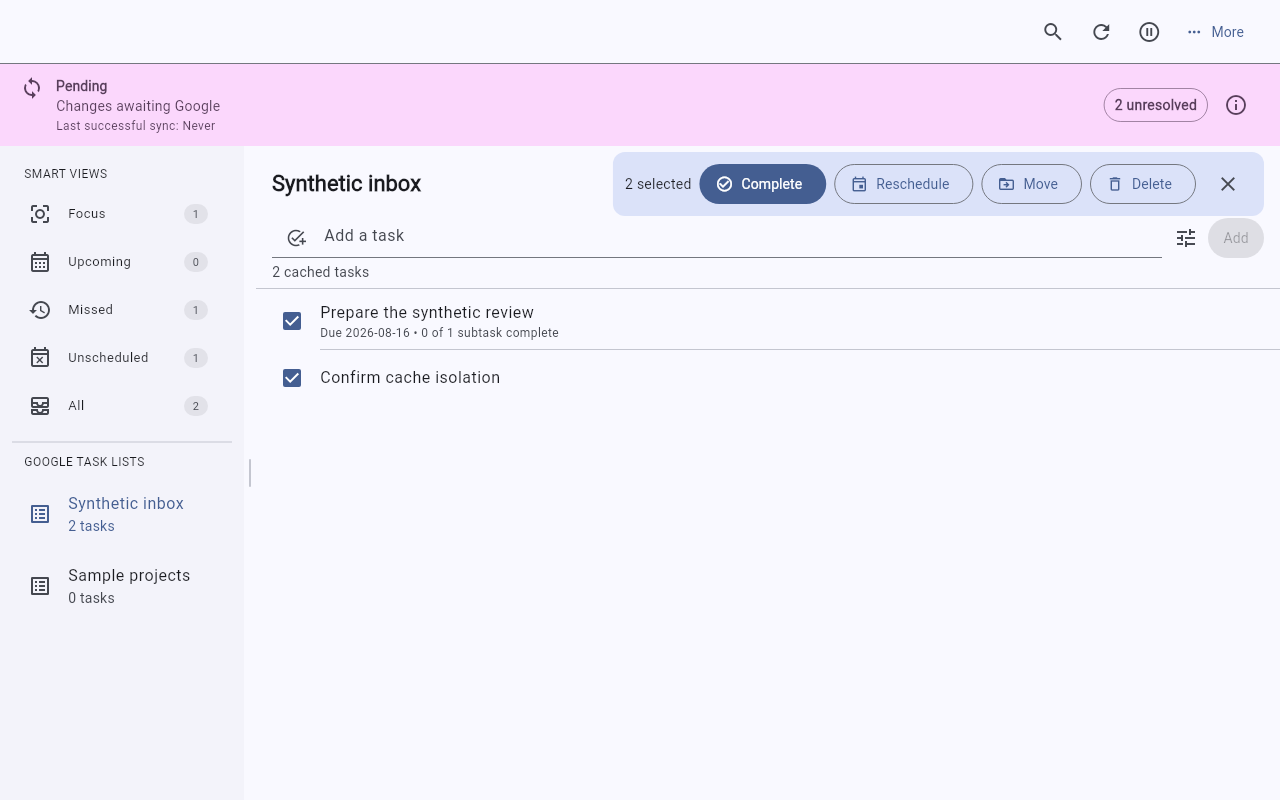 More
Pending
Changes awaiting Google
Last successful sync: Never
2 unresolved
SMART VIEWS
Focus 1
Upcoming 0
Missed 1
Unscheduled 1
All 2
GOOGLE TASK LISTS
Synthetic inbox
2 tasks
Sample projects
0 tasks
Synthetic inbox
2 selected Complete Reschedule Move Delete
Add a task Add
2 cached tasks
Prepare the synthetic review
Due 2026-08-16 • 0 of 1 subtask complete
Confirm cache isolation